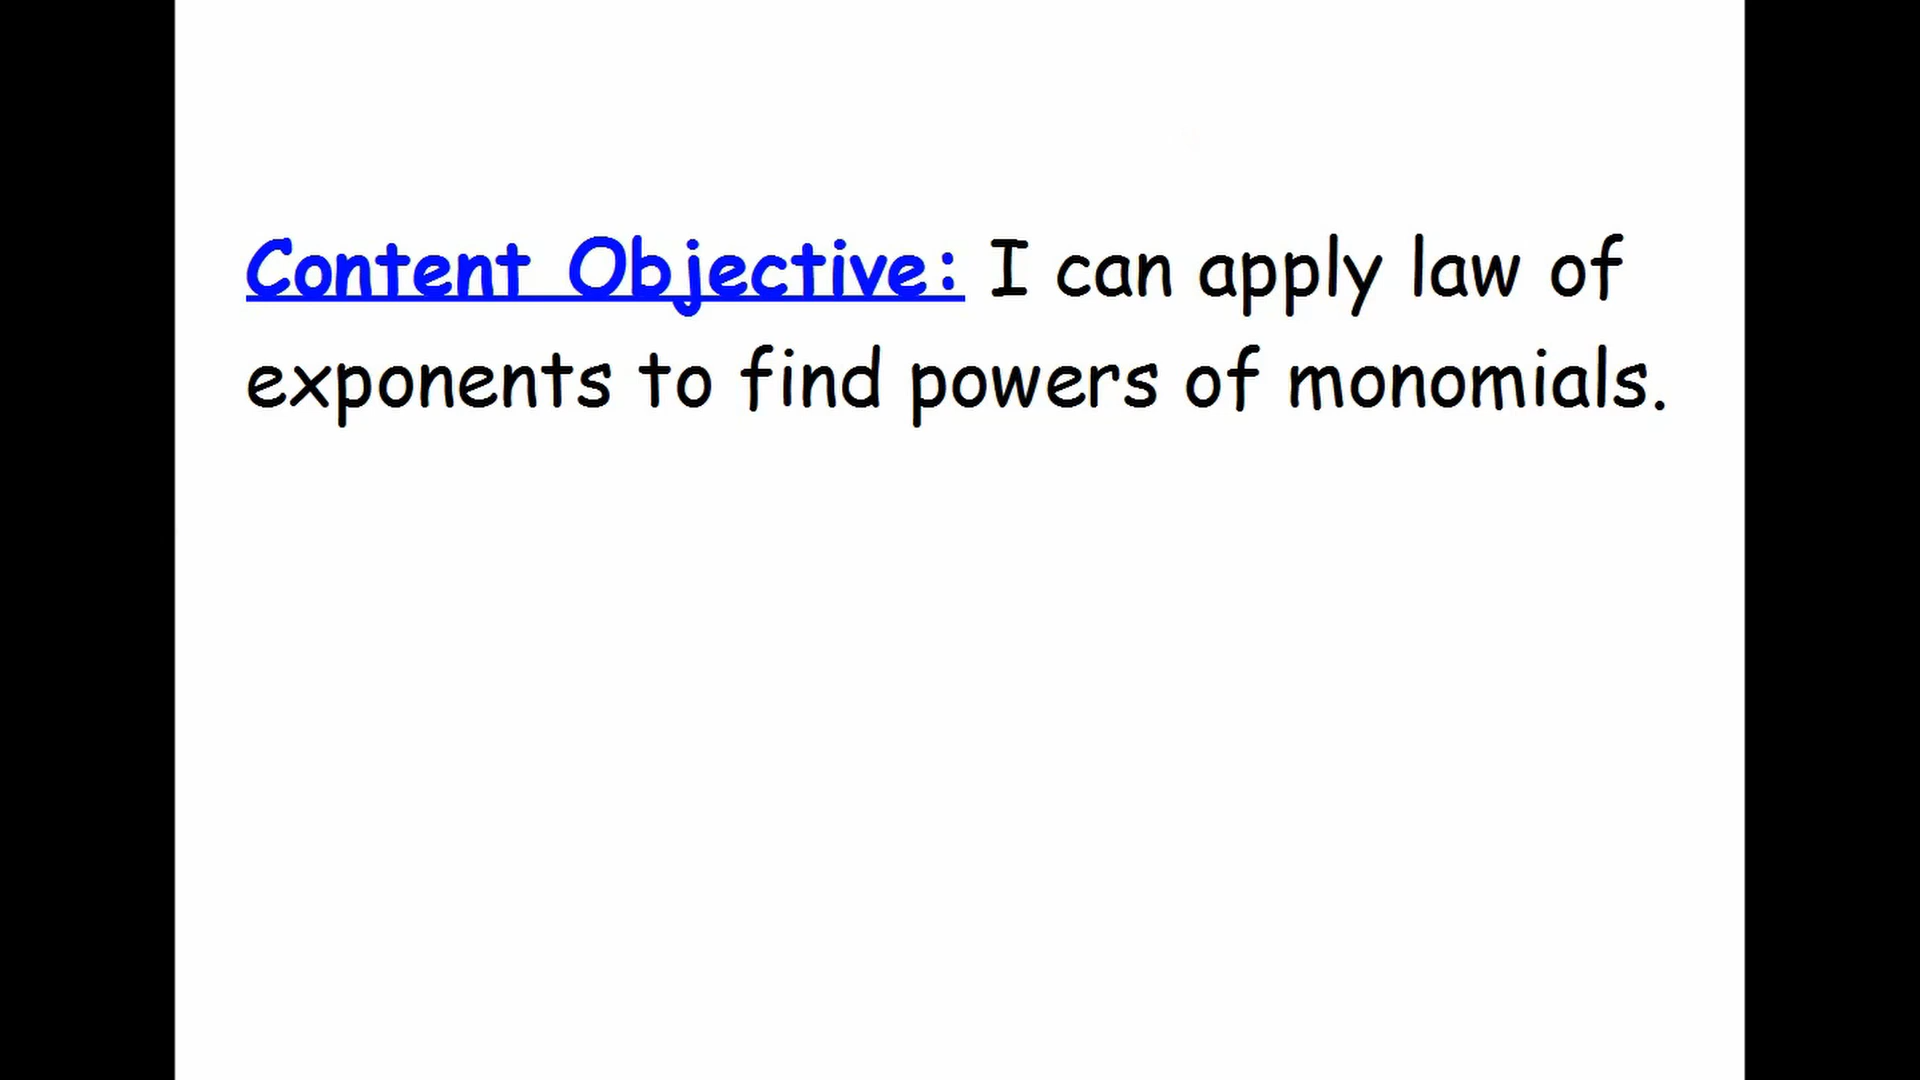 Content Objective: I can apply law of
exponents to find powers of monomials.